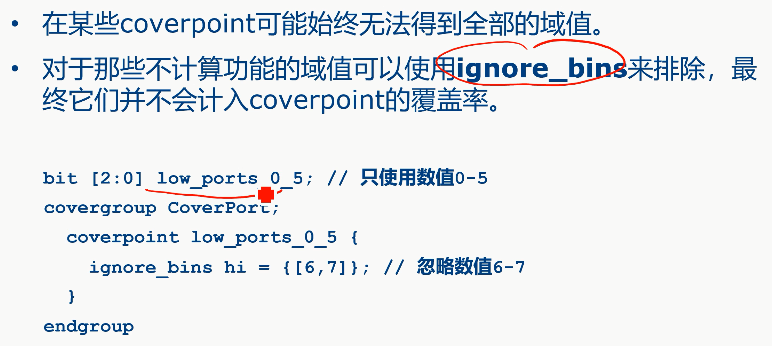 • 在某些coverpoint可能始终无法得到全部的域值。
• 对于那些不计算功能的域值可以使用ignore_bins来排除，最
终它们并不会计入coverpoint的覆盖率。
bit [2:0] low_ports_0_5; // 只使用数值0-5
covergroup CoverPort;
coverpoint low_ports_0_5 {
ignore_bins hi = {[6,7]}; // 忽略数值6-7
}
endgroup